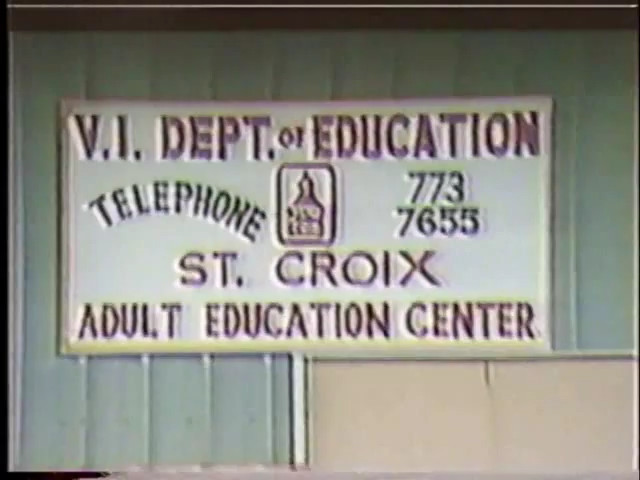 V.I. DEPT. of EDUCATION
TELEPHONE 773
7655
ST. CROIX
ADULT EDUCATION CENTER